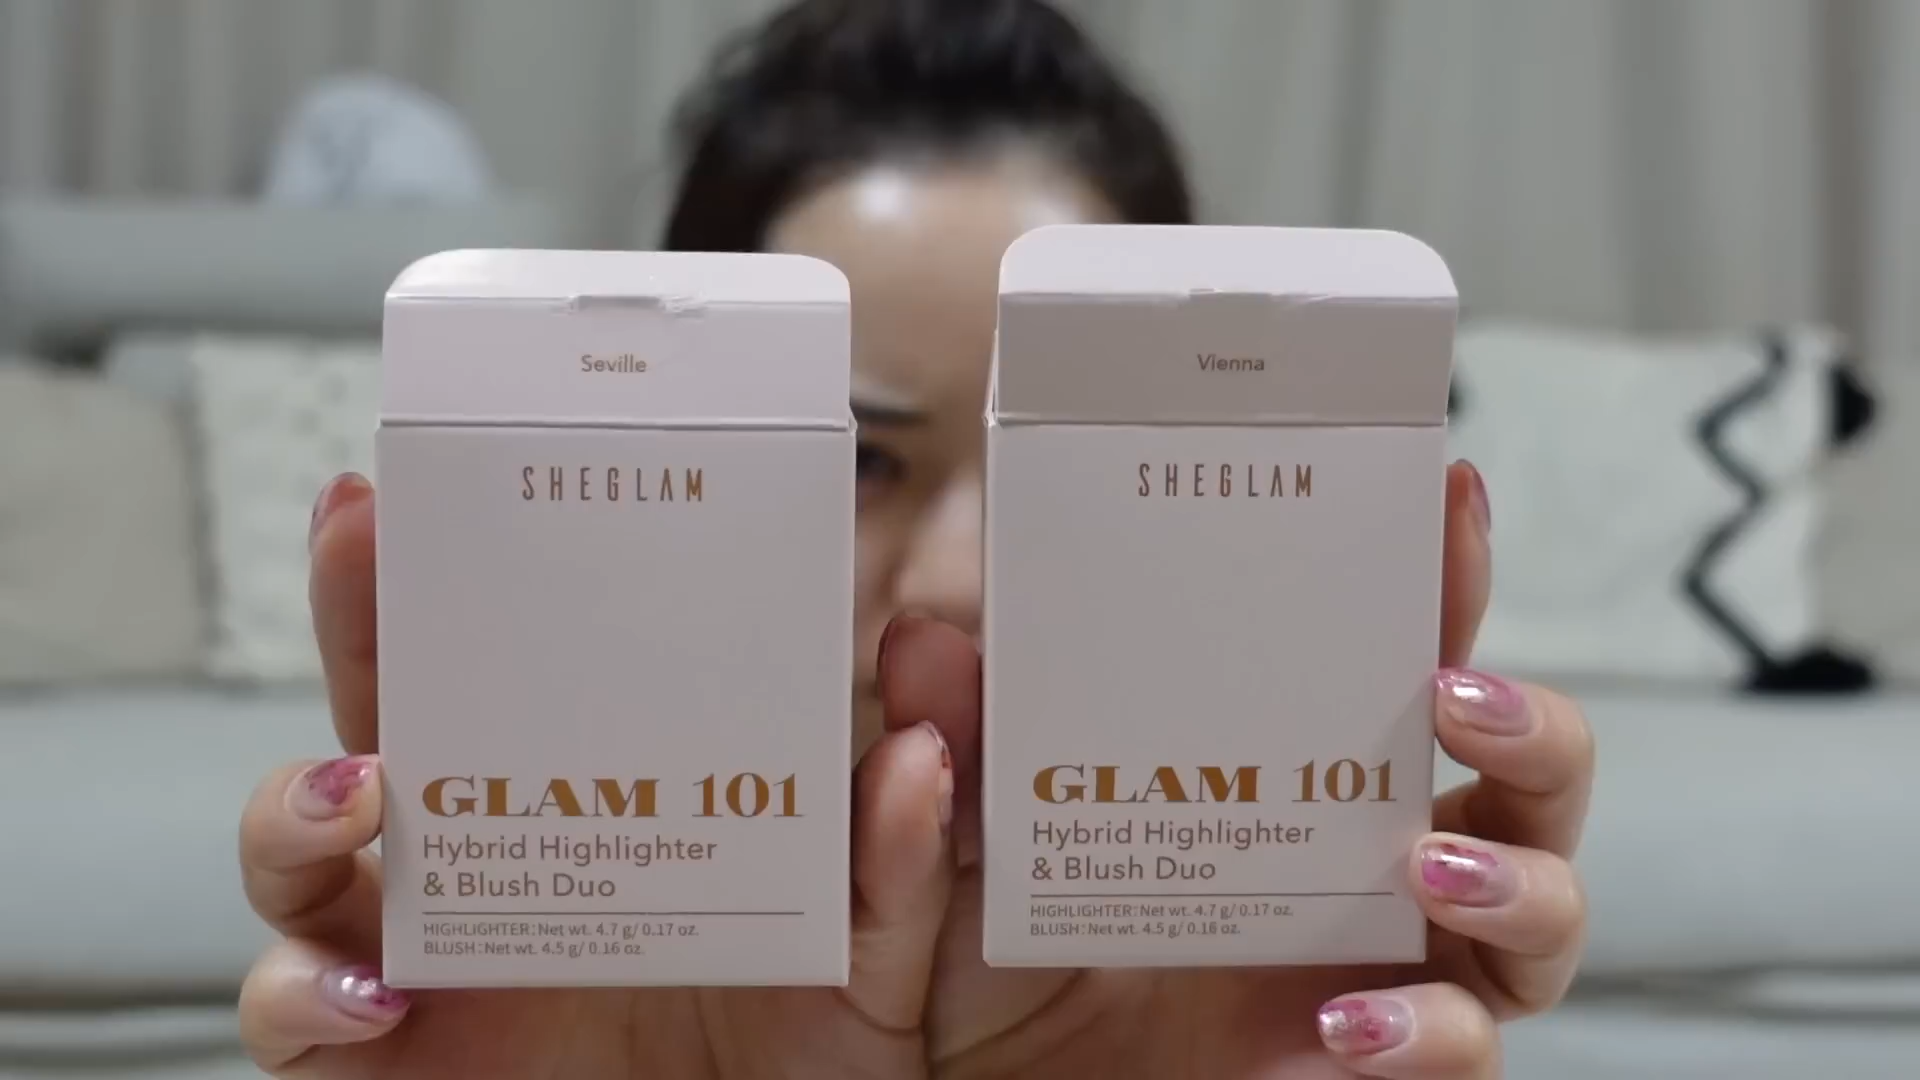 Seville
SHEGLAM
GLAM 101
Hybrid Highlighter
& Blush Duo
HIGHLIGHTER:Net wt. 4.7 g/ 0.17 oz.
BLUSH:Net wt. 4.5 g/ 0.16 oz.
Vienna
SHEGLAM
GLAM 101
Hybrid Highlighter
& Blush Duo
HIGHLIGHTER:Net wt. 4.7 g/ 0.17 oz.
BLUSH:Net wt. 4.5 g/ 0.16 oz.